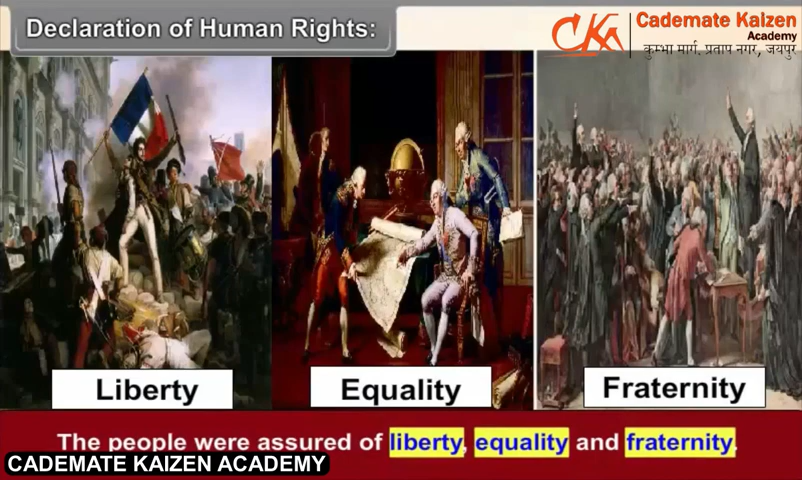 Declaration of Human Rights:
Cademate Kaizen
Academy
कुम्भा मार्ग. प्रताप नगर, जयपुर
Liberty
Equality
Fraternity
The people were assured of liberty, equality and fraternity.
CADEMATE KAIZEN ACADEMY